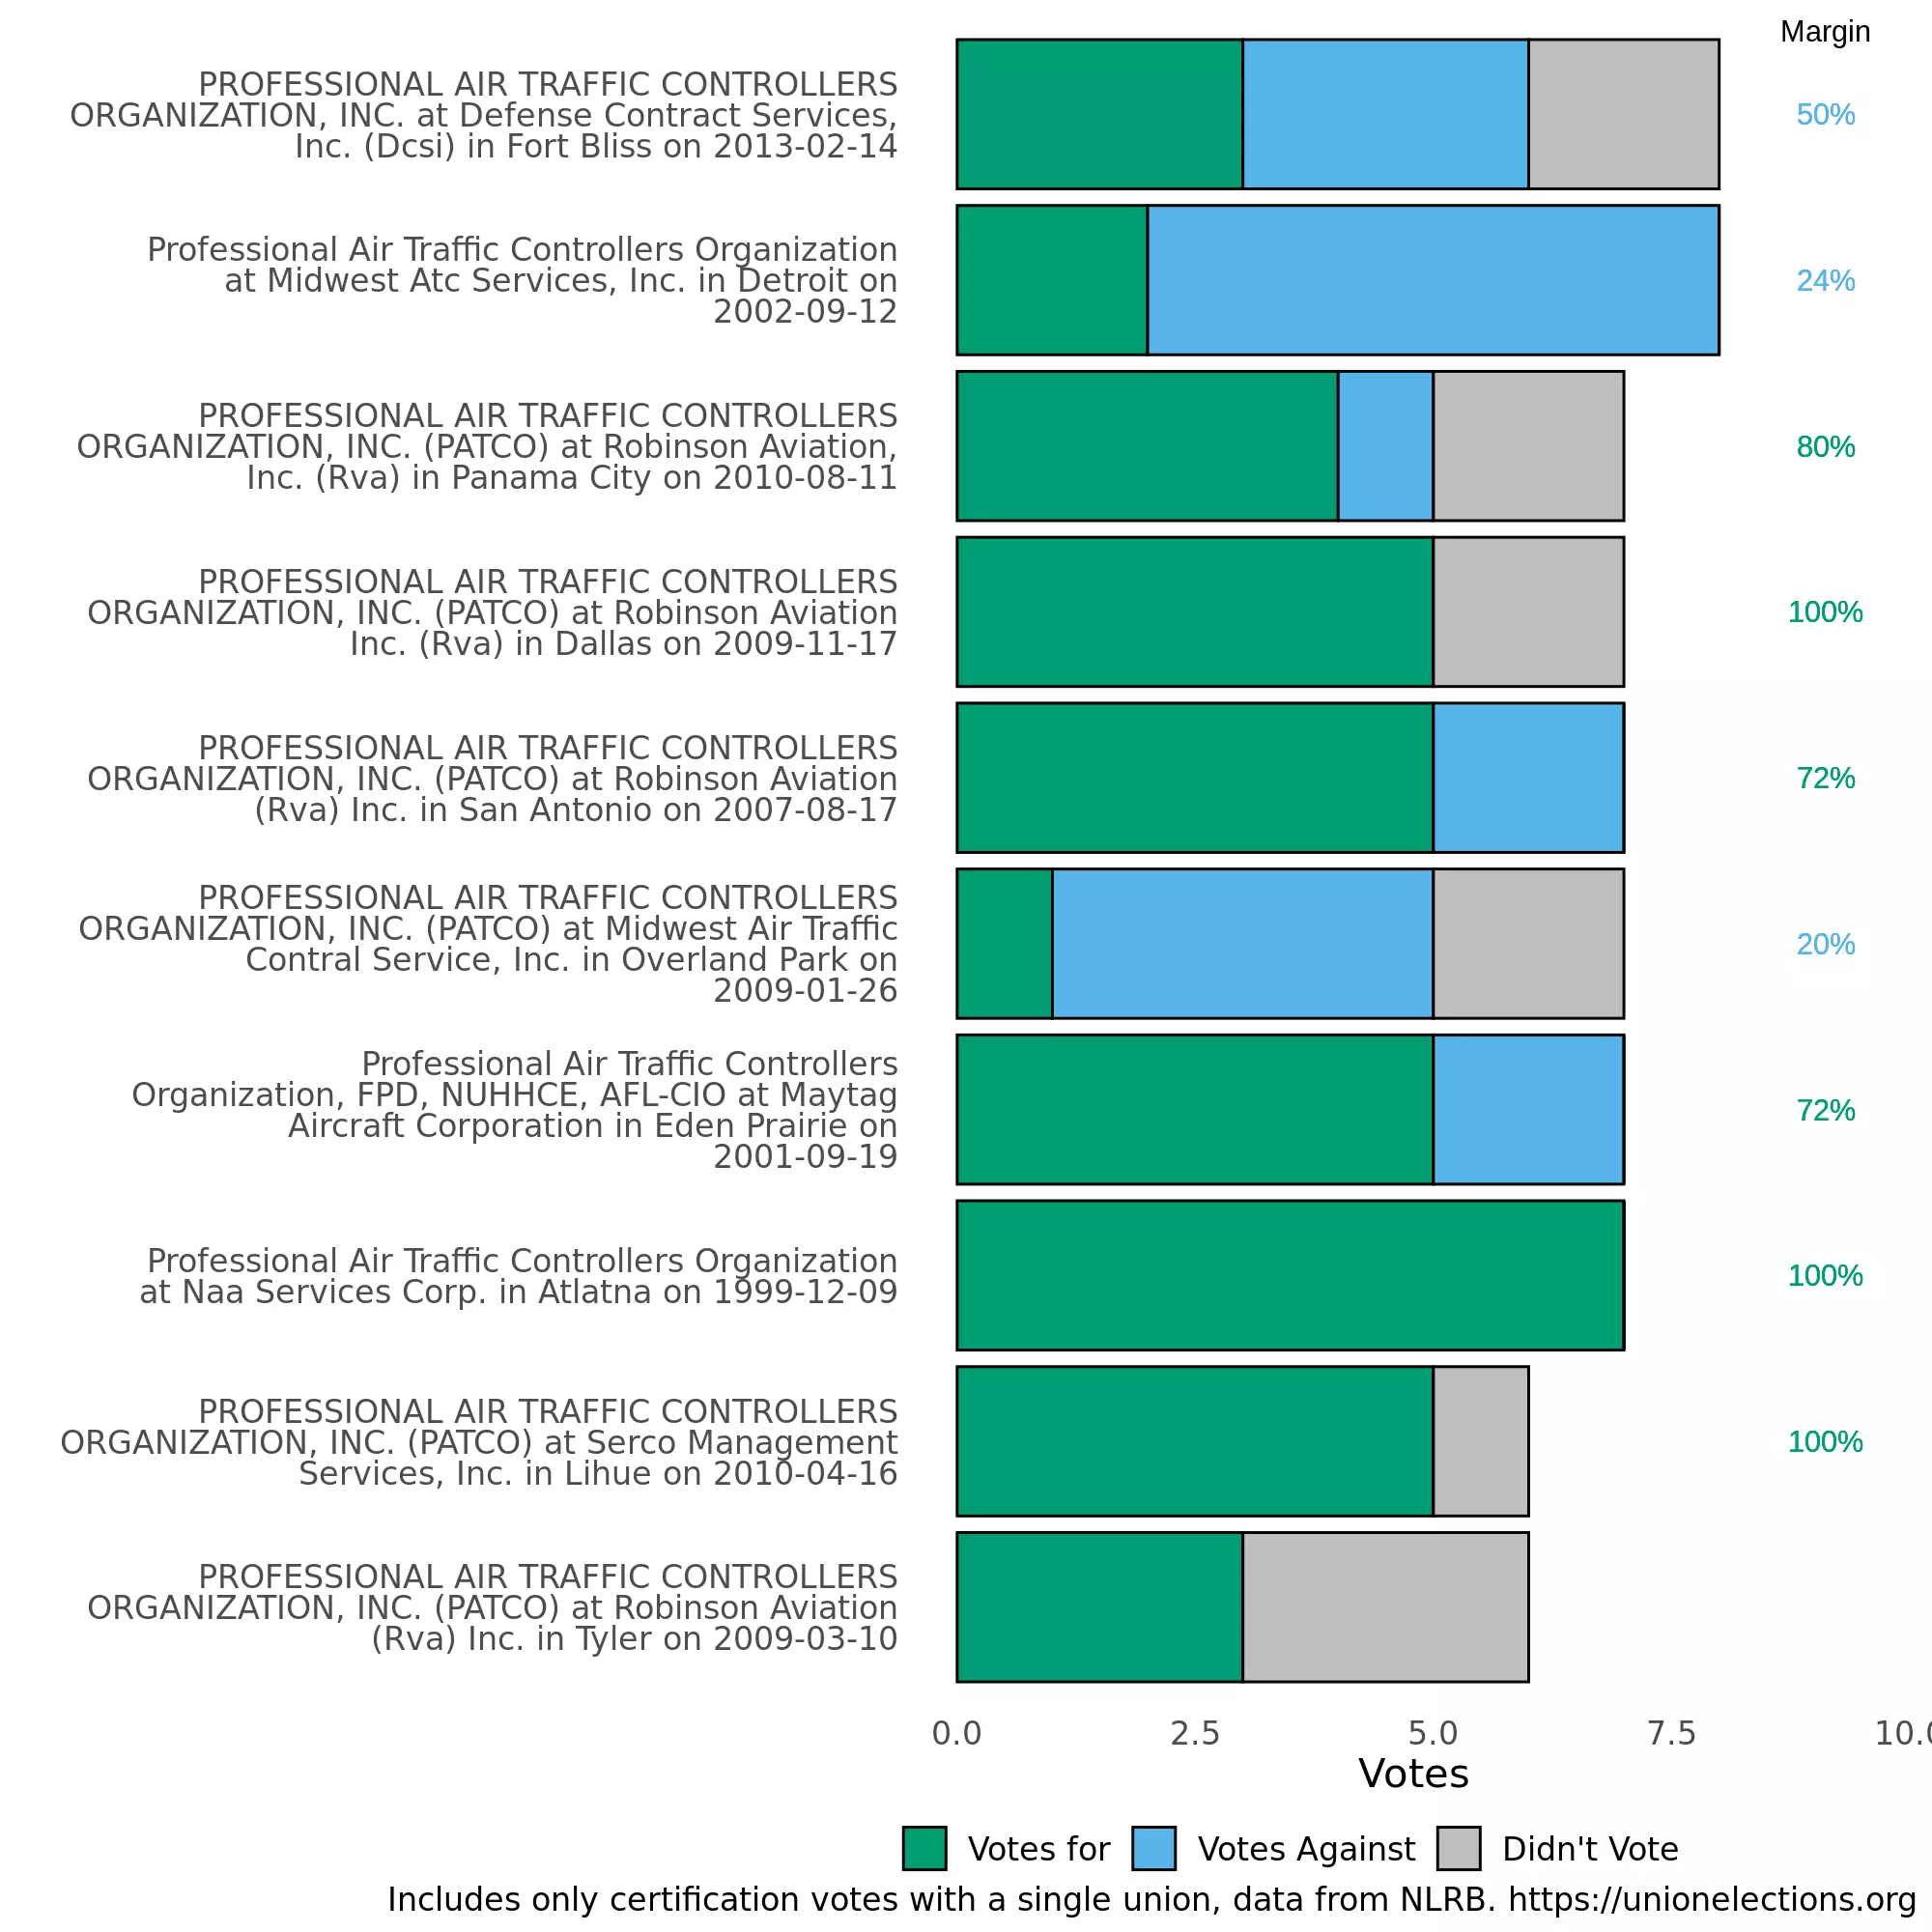 Margin
PROFESSIONAL AIR TRAFFIC CONTROLLERS
ORGANIZATION, INC. at Defense Contract Services,
Inc. (Dcsi) in Fort Bliss on 2013-02-14
50%
Professional Air Traffic Controllers Organization
at Midwest Atc Services, Inc. in Detroit on
2002-09-12
24%
PROFESSIONAL AIR TRAFFIC CONTROLLERS
ORGANIZATION, INC. (PATCO) at Robinson Aviation,
Inc. (Rva) in Panama City on 2010-08-11
80%
PROFESSIONAL AIR TRAFFIC CONTROLLERS
ORGANIZATION, INC. (PATCO) at Robinson Aviation
Inc. (Rva) in Dallas on 2009-11-17
100%
PROFESSIONAL AIR TRAFFIC CONTROLLERS
ORGANIZATION, INC. (PATCO) at Robinson Aviation
(Rva) Inc. in San Antonio on 2007-08-17
72%
PROFESSIONAL AIR TRAFFIC CONTROLLERS
ORGANIZATION, INC. (PATCO) at Midwest Air Traffic
Contral Service, Inc. in Overland Park on
2009-01-26
20%
Professional Air Traffic Controllers
Organization, FPD, NUHHCE, AFL-CIO at Maytag
Aircraft Corporation in Eden Prairie on
2001-09-19
72%
Professional Air Traffic Controllers Organization
at Naa Services Corp. in Atlatna on 1999-12-09
100%
PROFESSIONAL AIR TRAFFIC CONTROLLERS
ORGANIZATION, INC. (PATCO) at Serco Management
Services, Inc. in Lihue on 2010-04-16
100%
PROFESSIONAL AIR TRAFFIC CONTROLLERS
ORGANIZATION, INC. (PATCO) at Robinson Aviation
(Rva) Inc. in Tyler on 2009-03-10
0.0 2.5 5.0 7.5 10.0
Votes
Votes for Votes Against Didn't Vote
Includes only certification votes with a single union, data from NLRB. https://unionelections.org